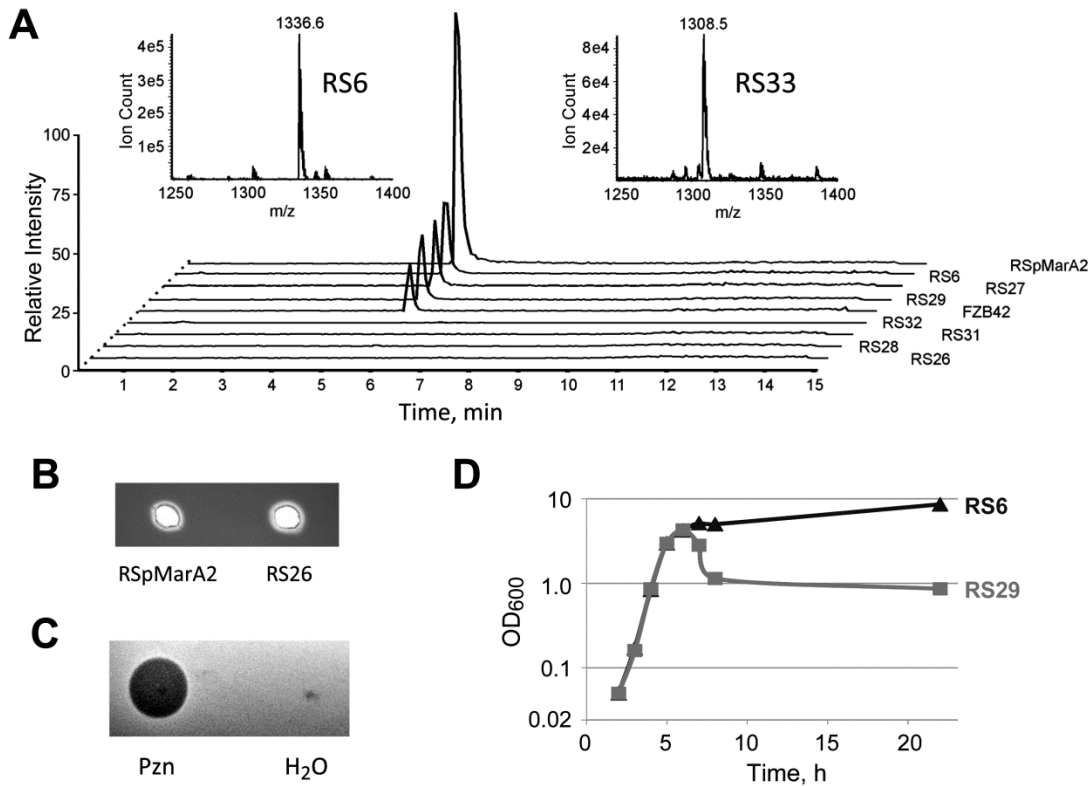 A
1336.6
4e5
3e5
2e5
1e5
Ion Count
RS6
1250 1300 1350 1400
m/z
1308.5
8e4
6e4
4e4
2e4
Ion Count
RS33
1250 1300 1350 1400
m/z
100
75
50
25
0
Relative Intensity
RSpMarA2
RS6
RS27
RS29
FZB42
RS32
RS31
RS28
RS26
1 2 3 4 5 6 7 8 9 10 11 12 13 14 15
Time, min
B
RSpMarA2 RS26
C
Pzn H2O
D
10
1.0
0.1
0.02
OD600
RS6
RS29
0 5 10 15 20
Time, h